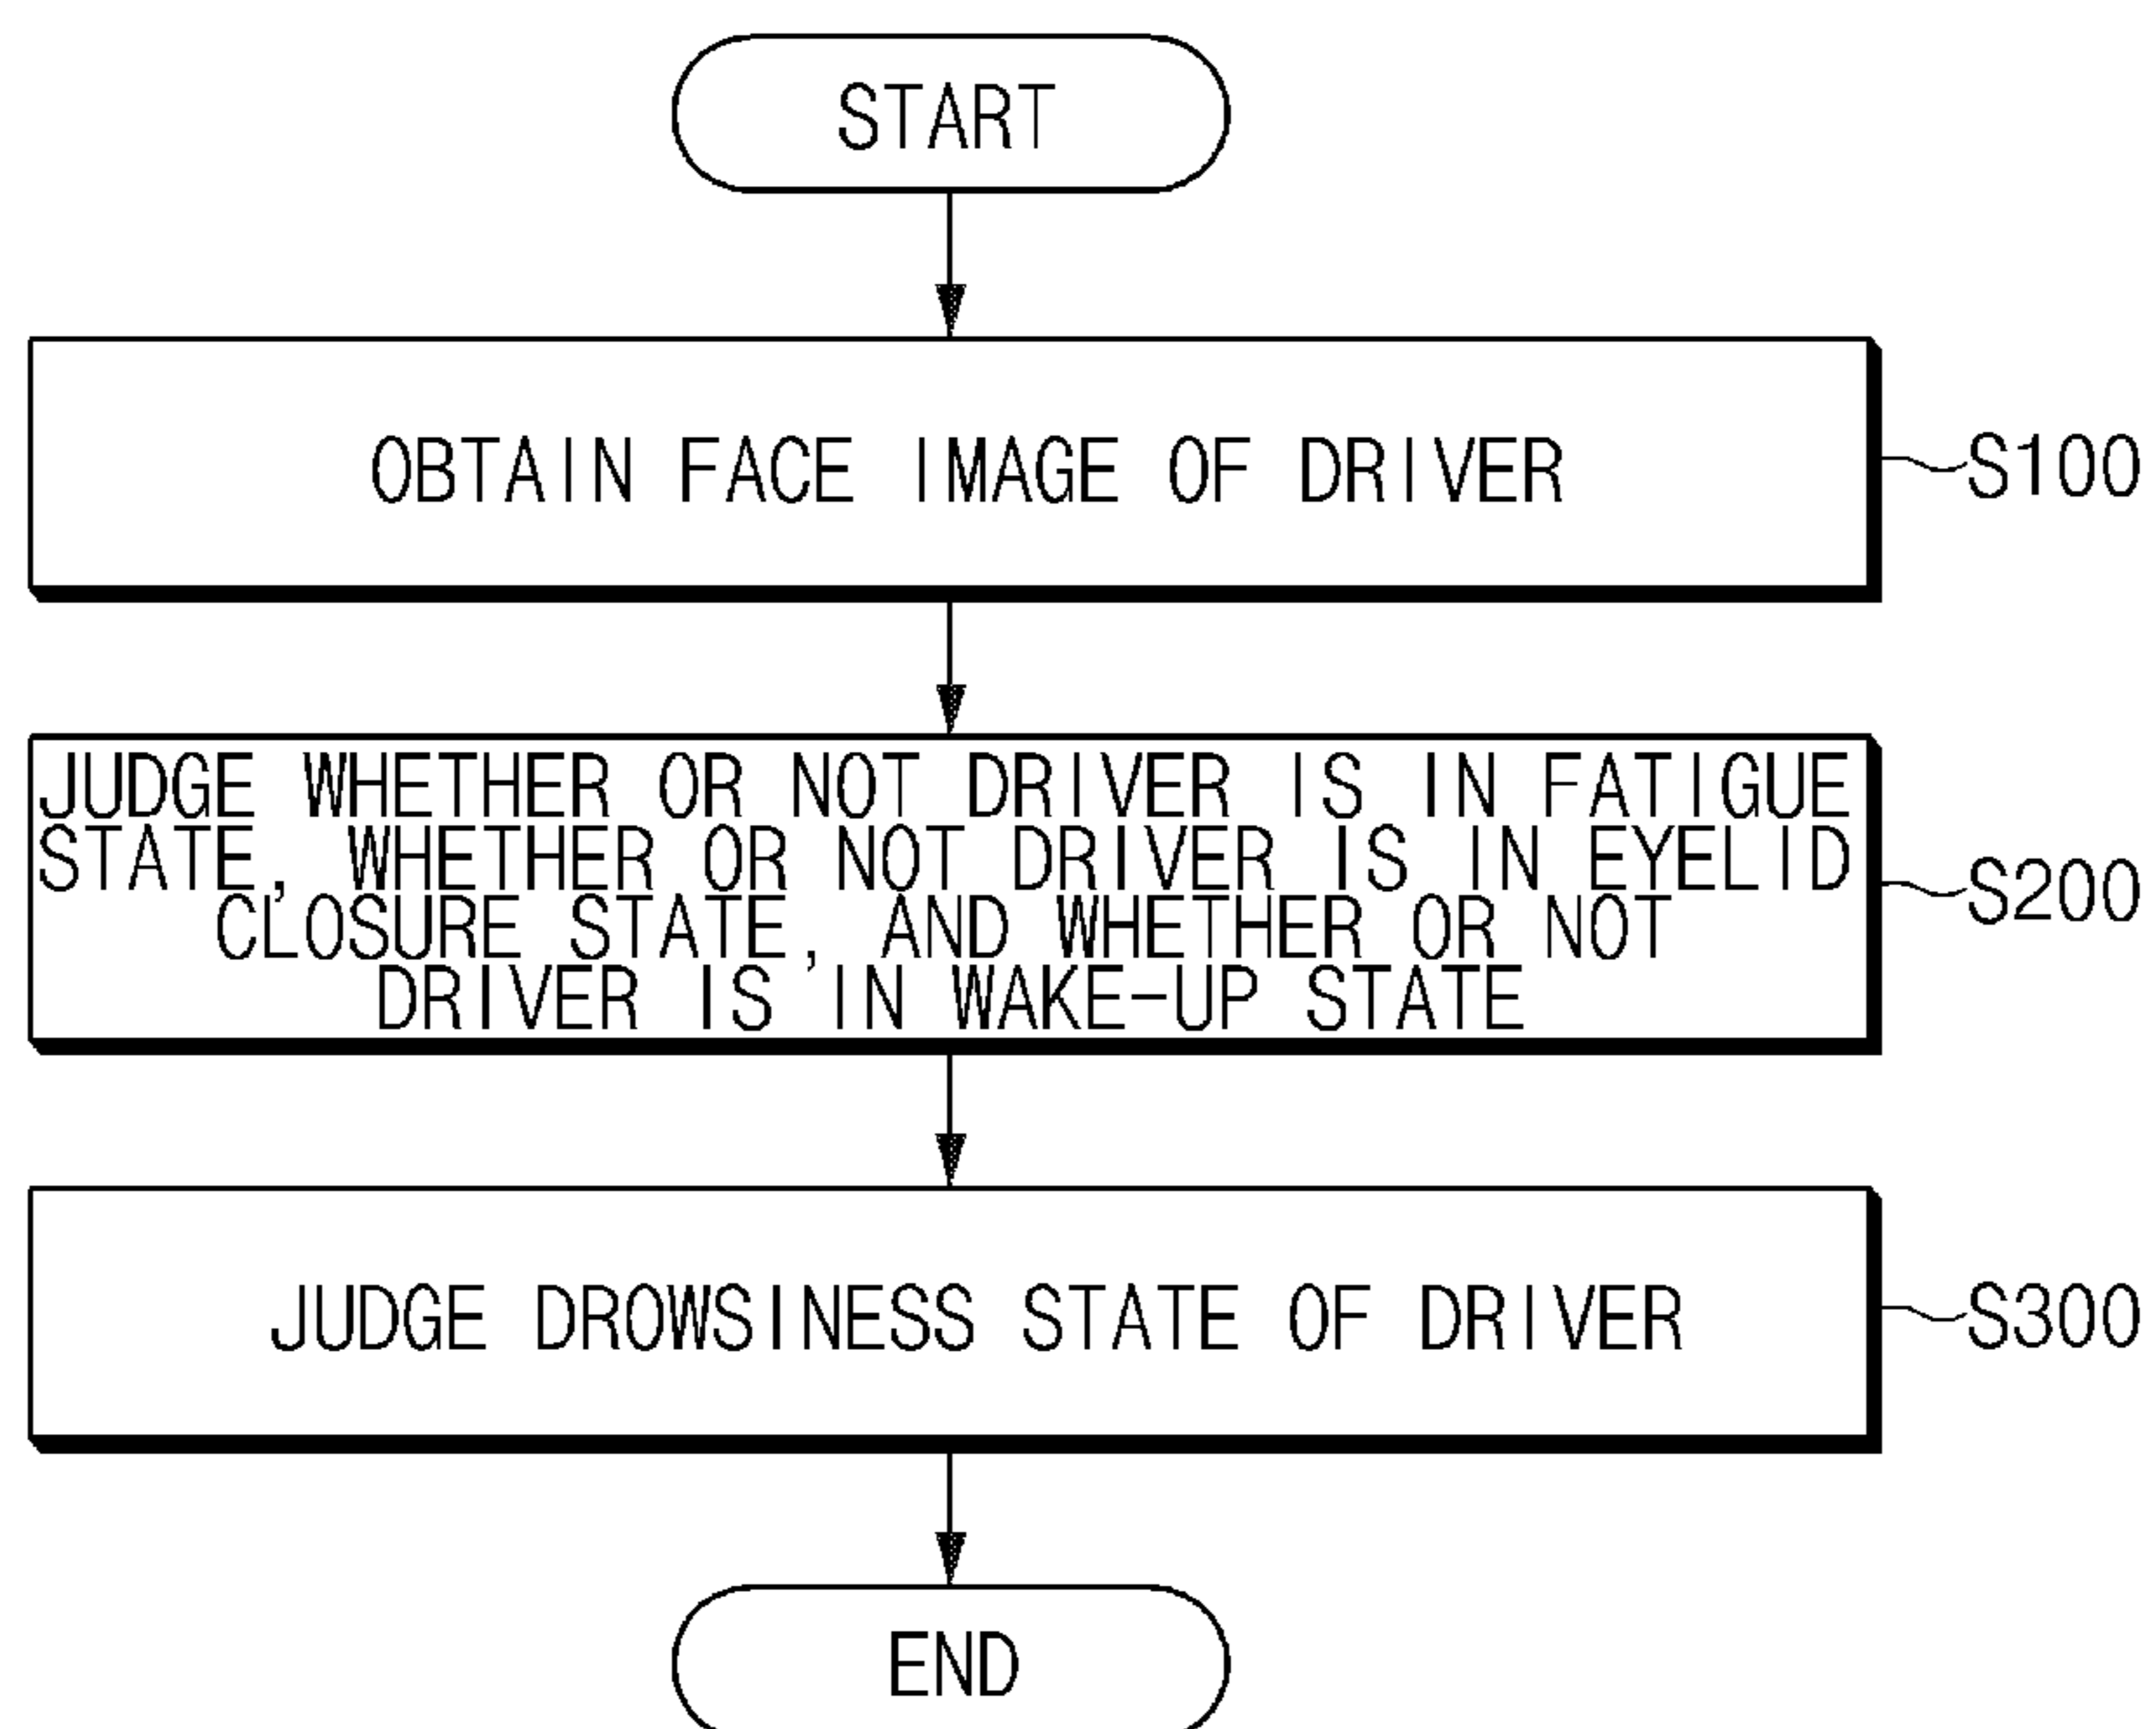 START
OBTAIN FACE IMAGE OF DRIVER
S100
JUDGE WHETHER OR NOT DRIVER IS IN FATIGUE
STATE, WHETHER OR NOT DRIVER IS IN EYELID
CLOSURE STATE, AND WHETHER OR NOT
DRIVER IS IN WAKE-UP STATE
S200
JUDGE DROWSINESS STATE OF DRIVER
S300
END